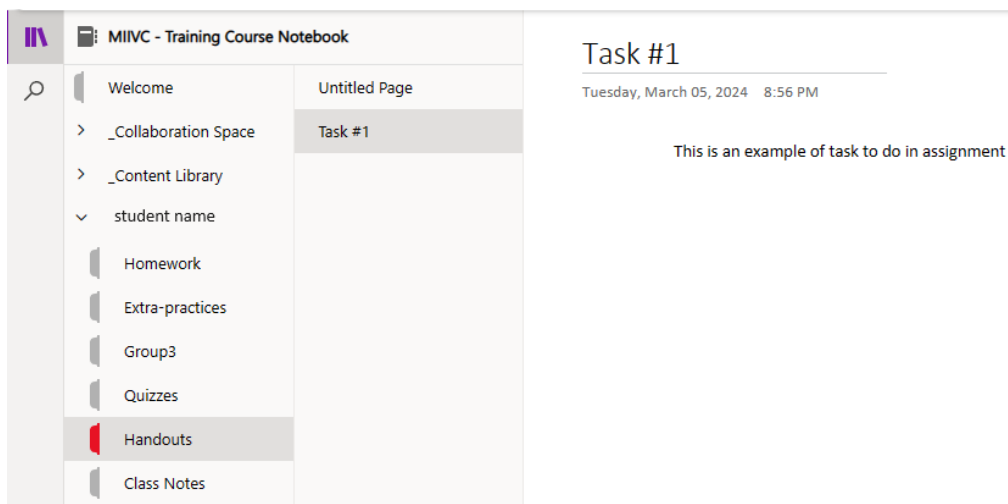 MIIVC - Training Course Notebook
Welcome
_Collaboration Space
_Content Library
student name
Homework
Extra-practices
Group3
Quizzes
Handouts
Class Notes
Untitled Page
Task #1
Task #1
Tuesday, March 05, 2024 8:56 PM
This is an example of task to do in assignment